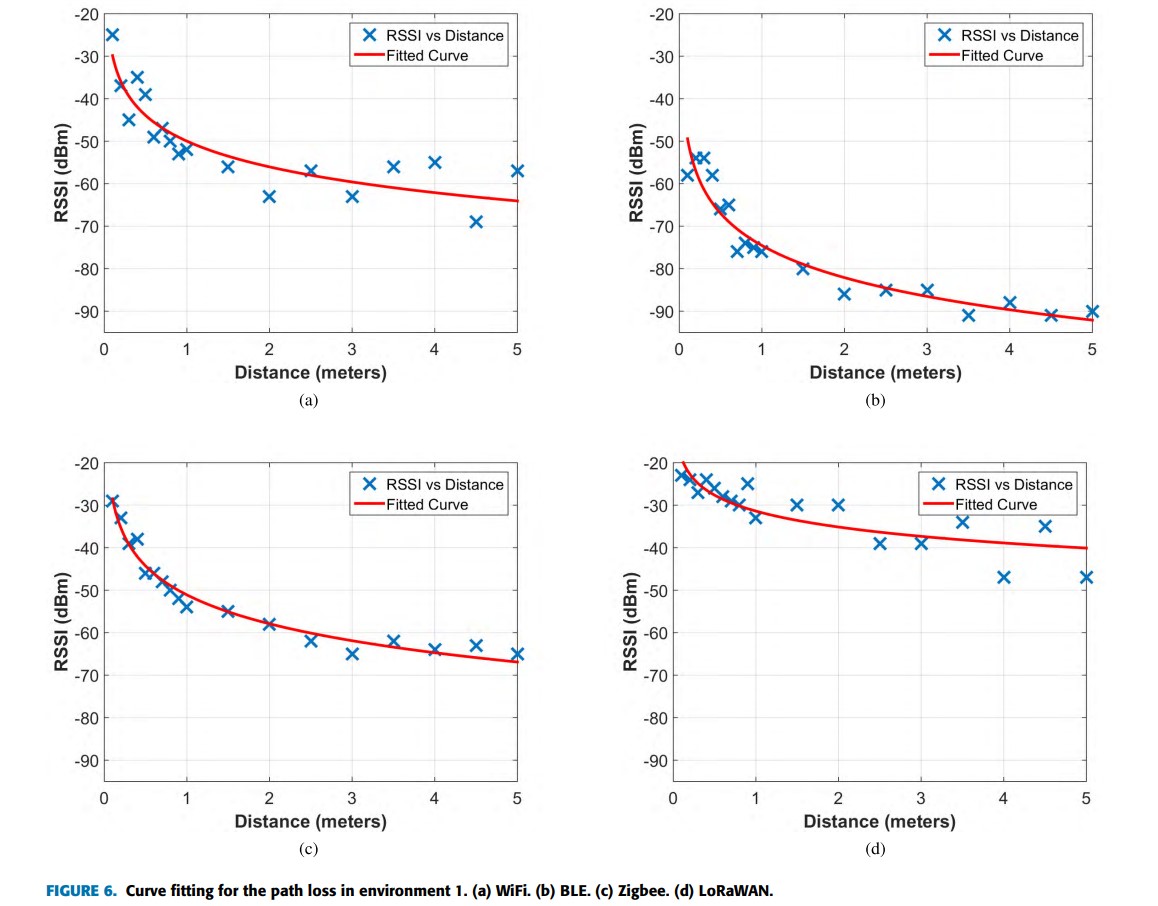 -20
-30
-40
-50
-60
-70
-80
-90
RSSI (dBm)
RSSI vs Distance
Fitted Curve
0 1 2 3 4 5
Distance (meters)
(a)
-20
-30
-40
-50
-60
-70
-80
-90
RSSI (dBm)
RSSI vs Distance
Fitted Curve
0 1 2 3 4 5
Distance (meters)
(b)
-20
-30
-40
-50
-60
-70
-80
-90
RSSI (dBm)
RSSI vs Distance
Fitted Curve
0 1 2 3 4 5
Distance (meters)
(c)
-20
-30
-40
-50
-60
-70
-80
-90
RSSI (dBm)
RSSI vs Distance
Fitted Curve
0 1 2 3 4 5
Distance (meters)
(d)
FIGURE 6. Curve fitting for the path loss in environment 1. (a) WiFi. (b) BLE. (c) Zigbee. (d) LoRaWAN.